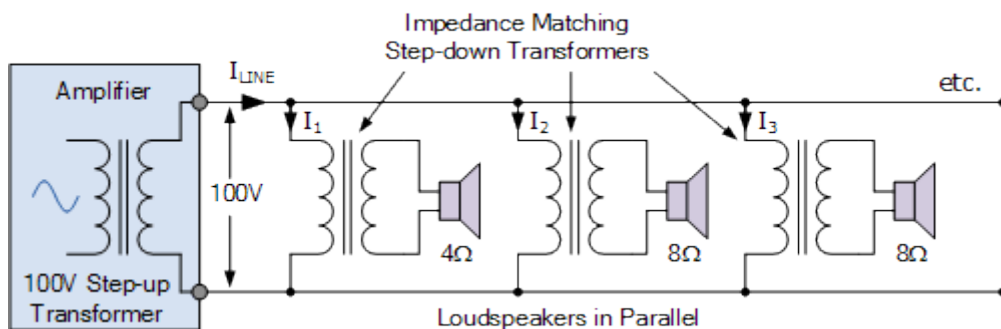 Impedance Matching
Step-down Transformers
I_LINE
Amplifier
etc.
I1
I2
I3
100V
4Ω
8Ω
8Ω
100V Step-up
Transformer
Loudspeakers in Parallel